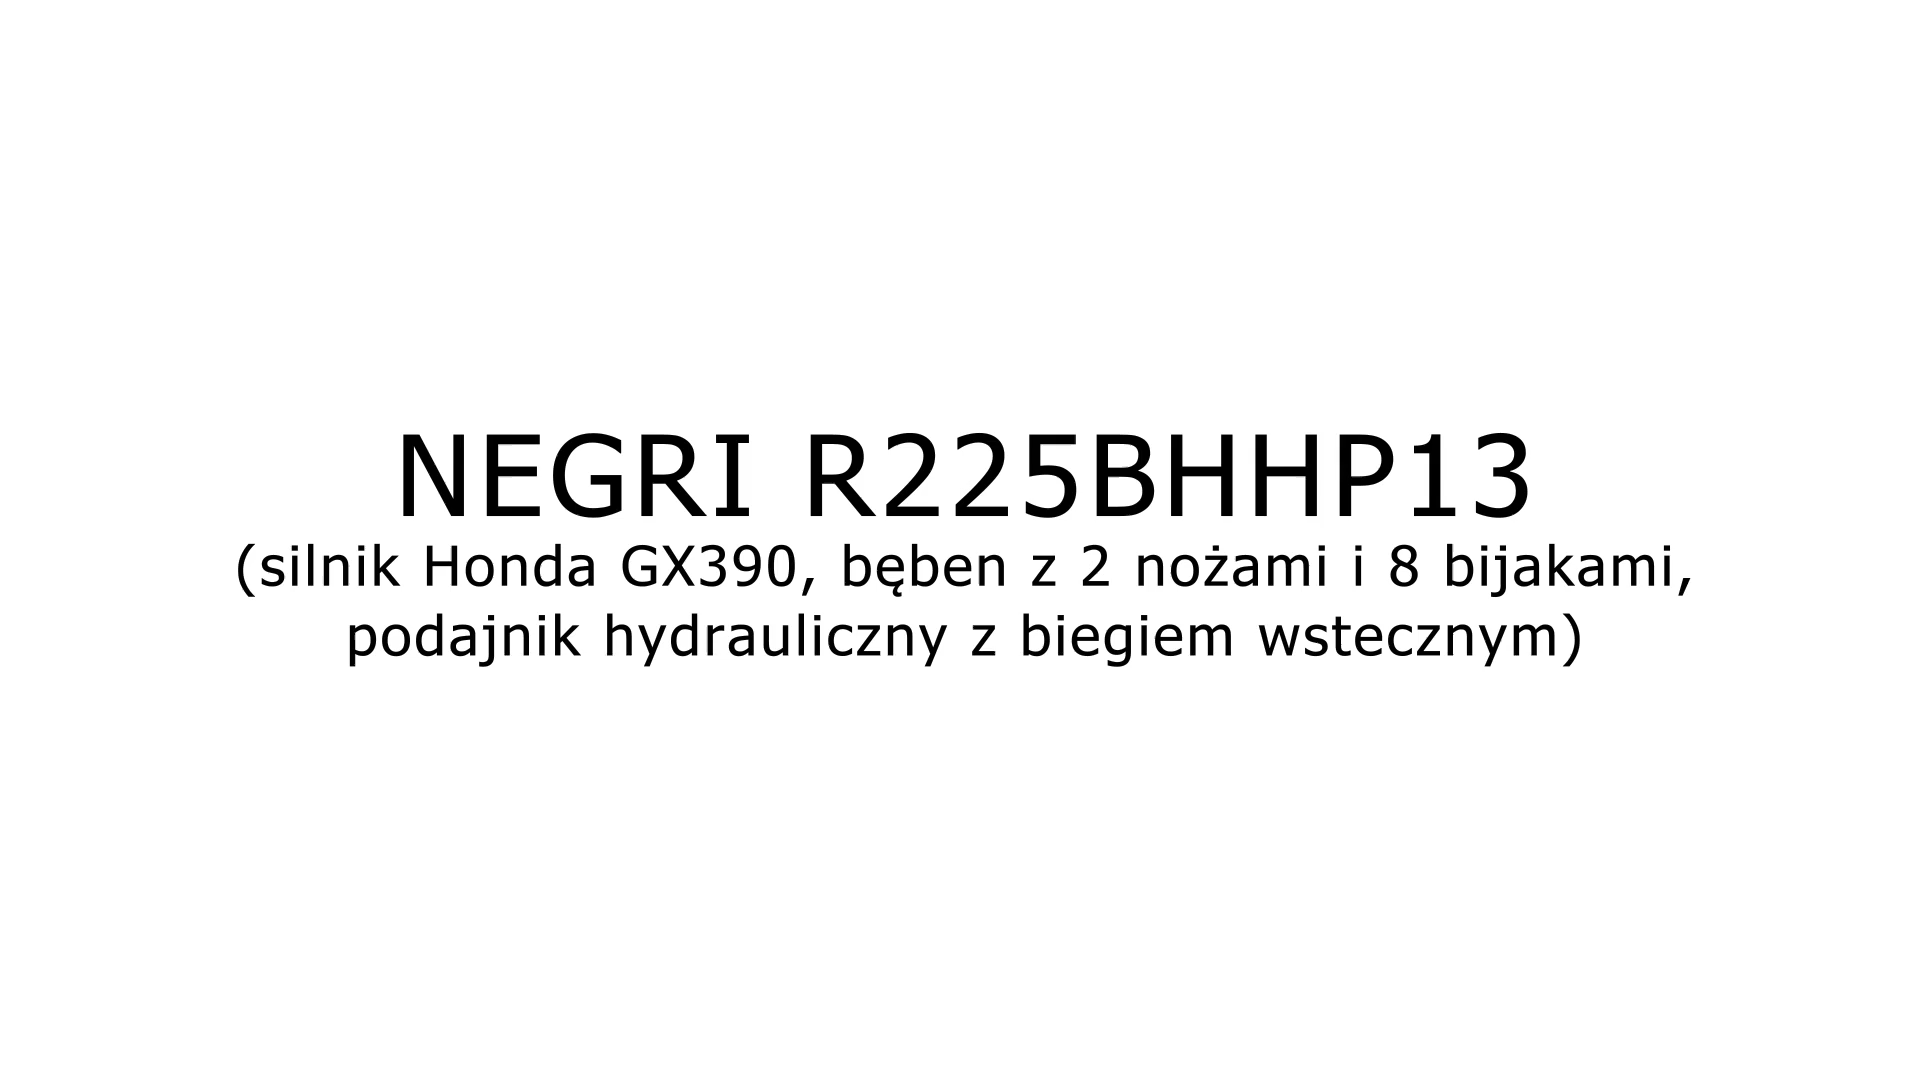 NEGRI R225BHHP13
(silnik Honda GX390, bęben z 2 nożami i 8 bijakami,
podajnik hydrauliczny z biegiem wstecznym)